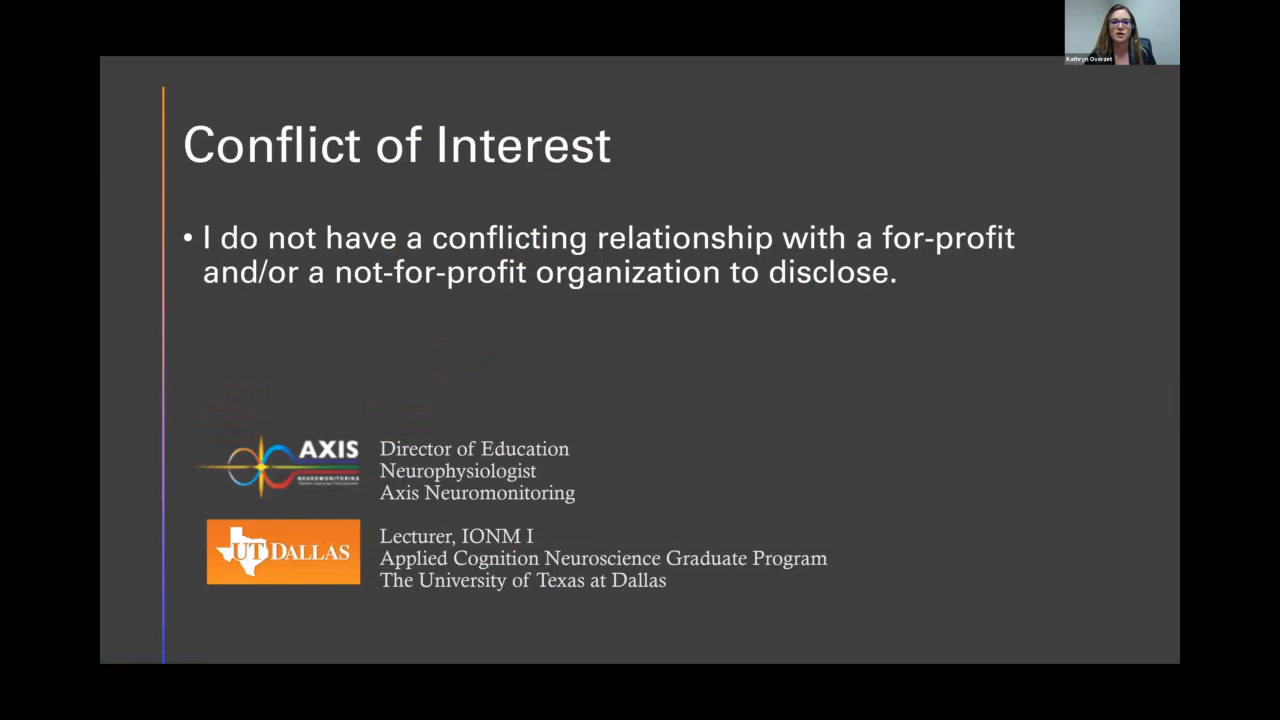 Kathryn Overzet
Conflict of Interest
• I do not have a conflicting relationship with a for-profit
and/or a not-for-profit organization to disclose.
AXIS
NEUROMONITORING
Director of Education
Neurophysiologist
Axis Neuromonitoring
UT DALLAS
Lecturer, IONM I
Applied Cognition Neuroscience Graduate Program
The University of Texas at Dallas